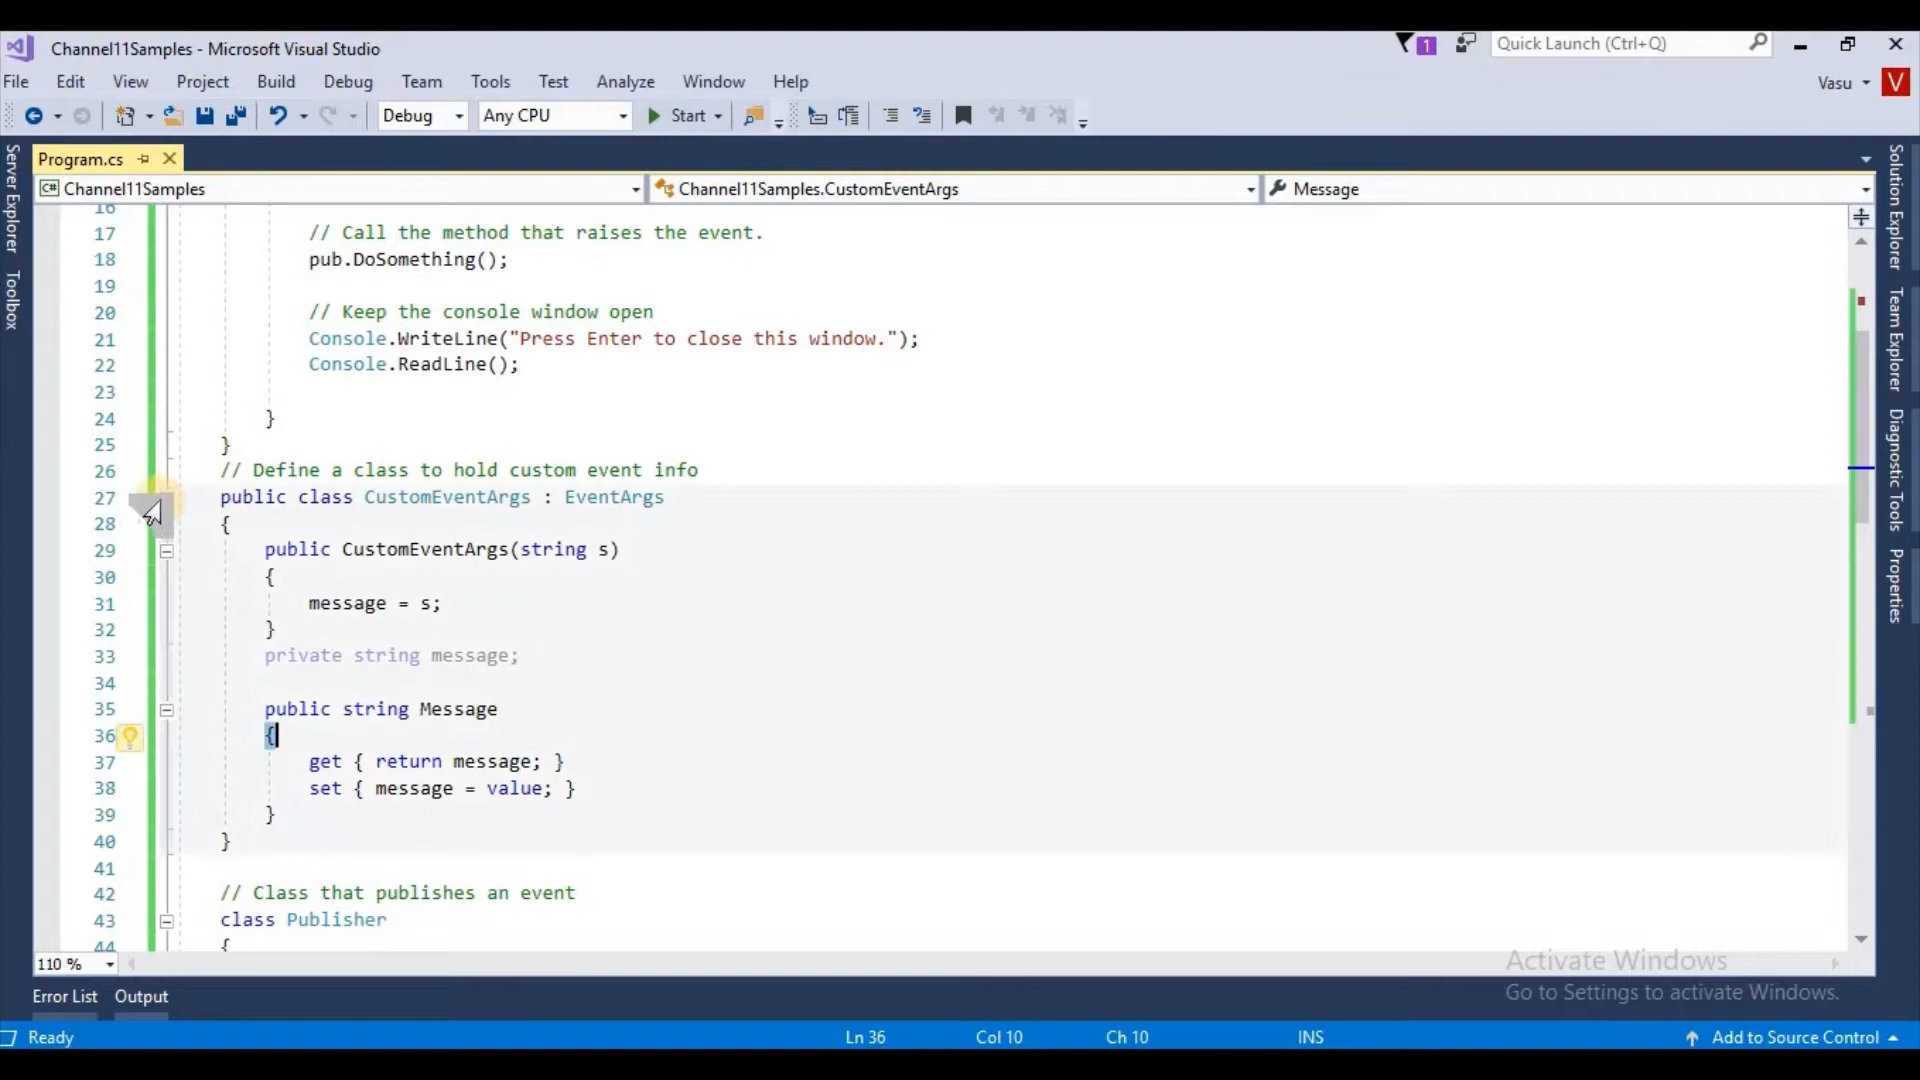 Channel11Samples - Microsoft Visual Studio
1
Quick Launch (Ctrl+Q)
File Edit View Project Build Debug Team Tools Test Analyze Window Help
Vasu V
Debug Any CPU Start
Server Explorer
Toolbox
Program.cs
C# Channel11Samples Channel11Samples.CustomEventArgs Message
16
17 // Call the method that raises the event.
18 pub.DoSomething();
19
20 // Keep the console window open
21 Console.WriteLine("Press Enter to close this window.");
22 Console.ReadLine();
23
24 }
25 }
26 // Define a class to hold custom event info
27 public class CustomEventArgs : EventArgs
28 {
29 public CustomEventArgs(string s)
30 {
31 message = s;
32 }
33 private string message;
34
35 public string Message
36 {
37 get { return message; }
38 set { message = value; }
39 }
40 }
41
42 // Class that publishes an event
43 class Publisher
44 {
Solution Explorer
Team Explorer
Diagnostic Tools
Properties
110 %
Activate Windows
Go to Settings to activate Windows.
Error List Output
Ready Ln 36 Col 10 Ch 10 INS Add to Source Control